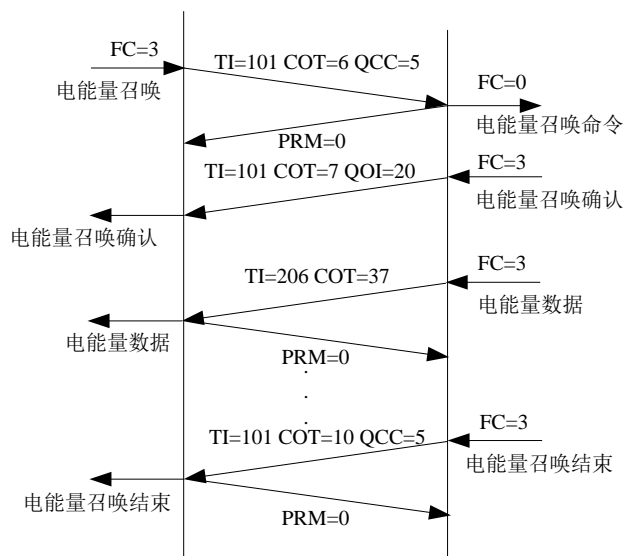 FC=3
TI=101 COT=6 QCC=5
电能量召唤
FC=0
电能量召唤命令
PRM=0
TI=101 COT=7 QOI=20
FC=3
电能量召唤确认
电能量召唤确认
TI=206 COT=37
FC=3
电能量数据
电能量数据
PRM=0
TI=101 COT=10 QCC=5
FC=3
电能量召唤结束
电能量召唤结束
PRM=0